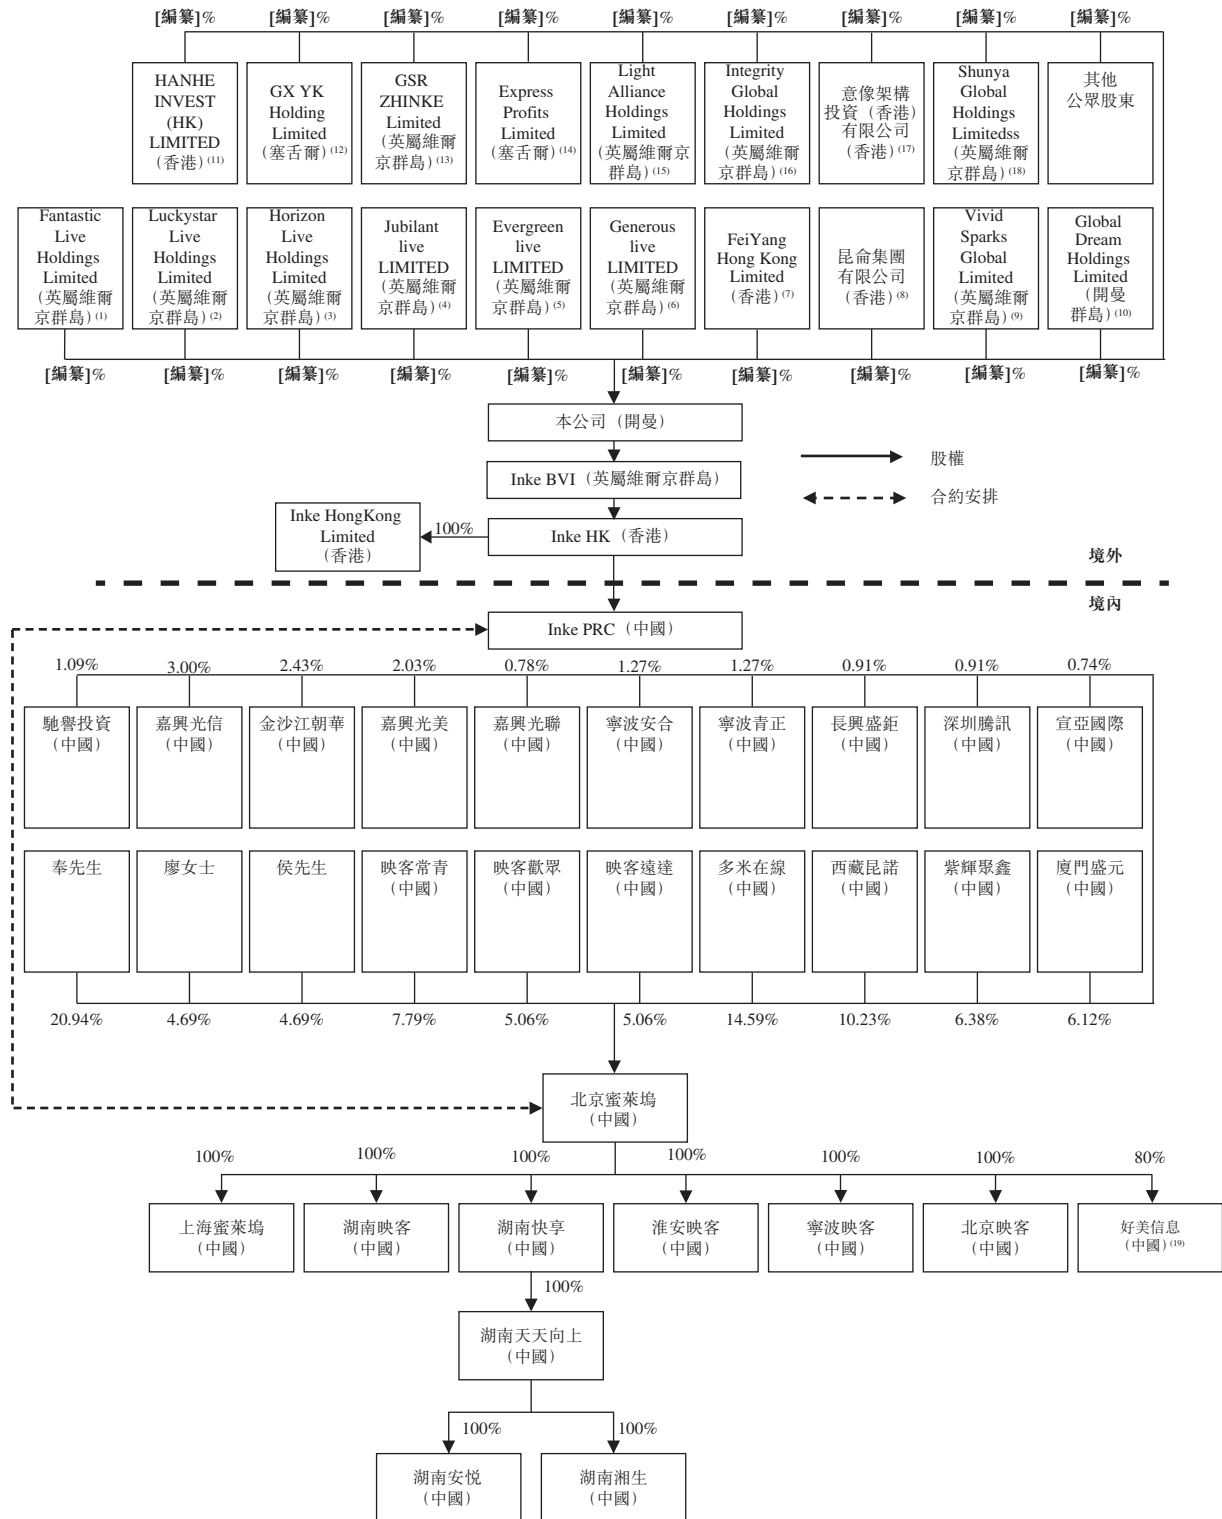 [編纂]% [編纂]% [編纂]% [編纂]% [編纂]% [編纂]% [編纂]% [編纂]% [編纂]%
HANHE
INVEST
(HK)
LIMITED
（香港）(11)
GX YK
Holding
Limited
（塞舌爾）(12)
GSR
ZHINKE
Limited
（英屬維爾
京群島）(13)
Express
Profits
Limited
（塞舌爾）(14)
Light
Alliance
Holdings
Limited
（英屬維爾京
群島）(15)
Integrity
Global
Holdings
Limited
（英屬維爾
京群島）(16)
意像架構
投資（香港）
有限公司
（香港）(17)
Shunya
Global
Holdings
Limitedss
（英屬維爾
京群島）(18)
其他
公眾股東
Fantastic
Live
Holdings
Limited
（英屬維爾
京群島）(1)
Luckystar
Live
Holdings
Limited
（英屬維爾
京群島）(2)
Horizon
Live
Holdings
Limited
（英屬維爾
京群島）(3)
Jubilant
live
LIMITED
（英屬維爾
京群島）(4)
Evergreen
live
LIMITED
（英屬維爾
京群島）(5)
Generous
live
LIMITED
（英屬維爾
京群島）(6)
FeiYang
Hong Kong
Limited
（香港）(7)
昆侖集團
有限公司
（香港）(8)
Vivid
Sparks
Global
Limited
（英屬維爾
京群島）(9)
Global
Dream
Holdings
Limited
（開曼
群島）(10)
[編纂]% [編纂]% [編纂]% [編纂]% [編纂]% [編纂]% [編纂]% [編纂]% [編纂]% [編纂]%
本公司（開曼）
Inke BVI（英屬維爾京群島）
股權
合約安排
Inke HongKong
Limited
（香港）
100%
Inke HK（香港）
境外
境內
Inke PRC（中國）
1.09% 3.00% 2.43% 2.03% 0.78% 1.27% 1.27% 0.91% 0.91% 0.74%
馳譽投資
（中國）
嘉興光信
（中國）
金沙江朝華
（中國）
嘉興光美
（中國）
嘉興光聯
（中國）
寧波安合
（中國）
寧波青正
（中國）
長興盛鉅
（中國）
深圳騰訊
（中國）
宣亞國際
（中國）
奉先生
廖女士
侯先生
映客常青
（中國）
映客歡眾
（中國）
映客遠達
（中國）
多米在線
（中國）
西藏昆諾
（中國）
紫輝聚鑫
（中國）
廈門盛元
（中國）
20.94% 4.69% 4.69% 7.79% 5.06% 5.06% 14.59% 10.23% 6.38% 6.12%
北京蜜萊塢
（中國）
100% 100% 100% 100% 100% 100% 80%
上海蜜萊塢
（中國）
湖南映客
（中國）
湖南快享
（中國）
淮安映客
（中國）
寧波映客
（中國）
北京映客
（中國）
好美信息
（中國）(19)
100%
湖南天天向上
（中國）
100% 100%
湖南安悅
（中國）
湖南湘生
（中國）